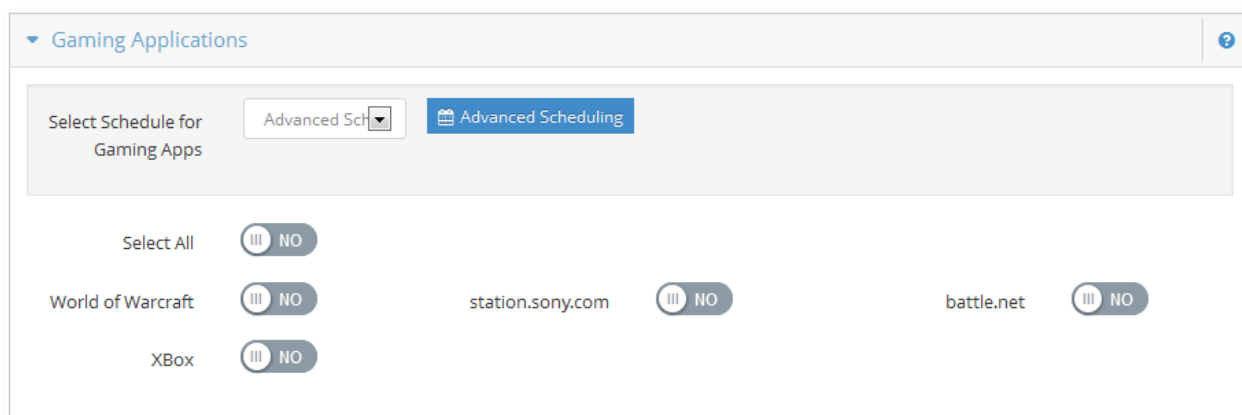 Gaming Applications
Select Schedule for
Gaming Apps
Advanced Sch
Advanced Scheduling
Select All NO
World of Warcraft NO station.sony.com NO battle.net NO
XBox NO